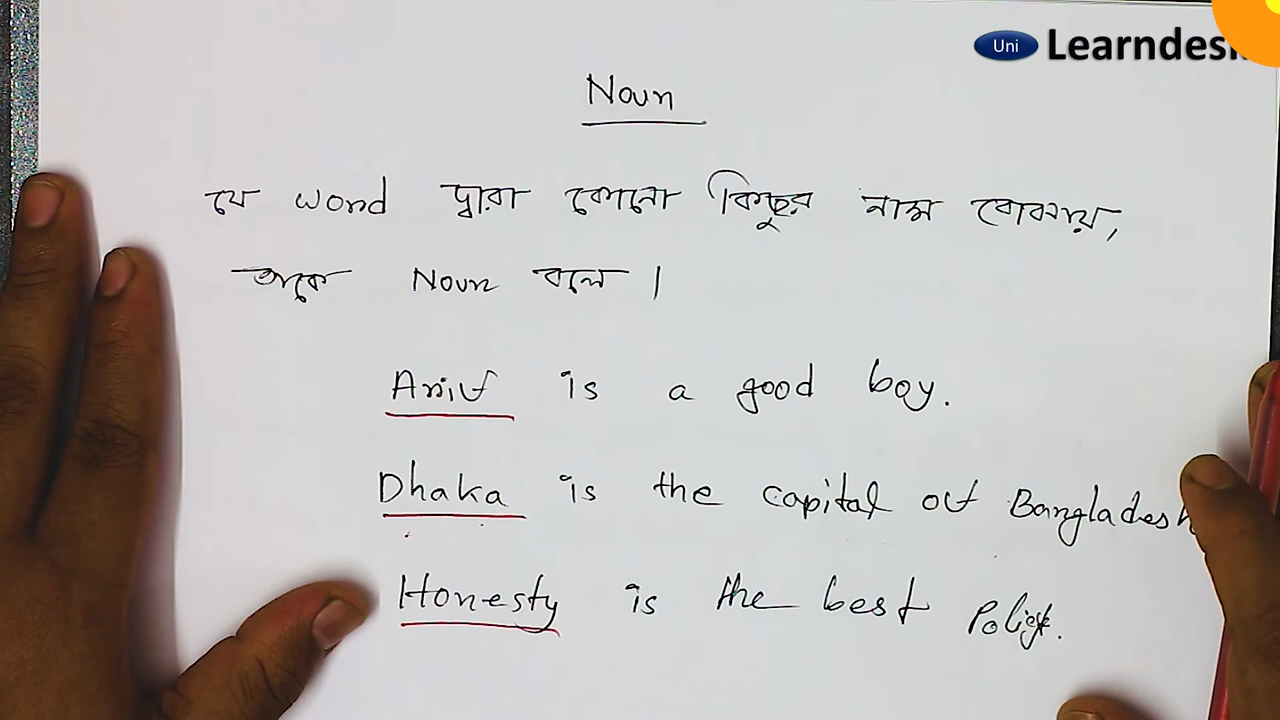 Uni Learndesk
Noun
যে word দ্বারা কোনো কিছুর নাম বোঝায়,
তাকে Noun বলে।
Arif is a good boy.
Dhaka is the capital of Bangladesh
Honesty is the best Policy.